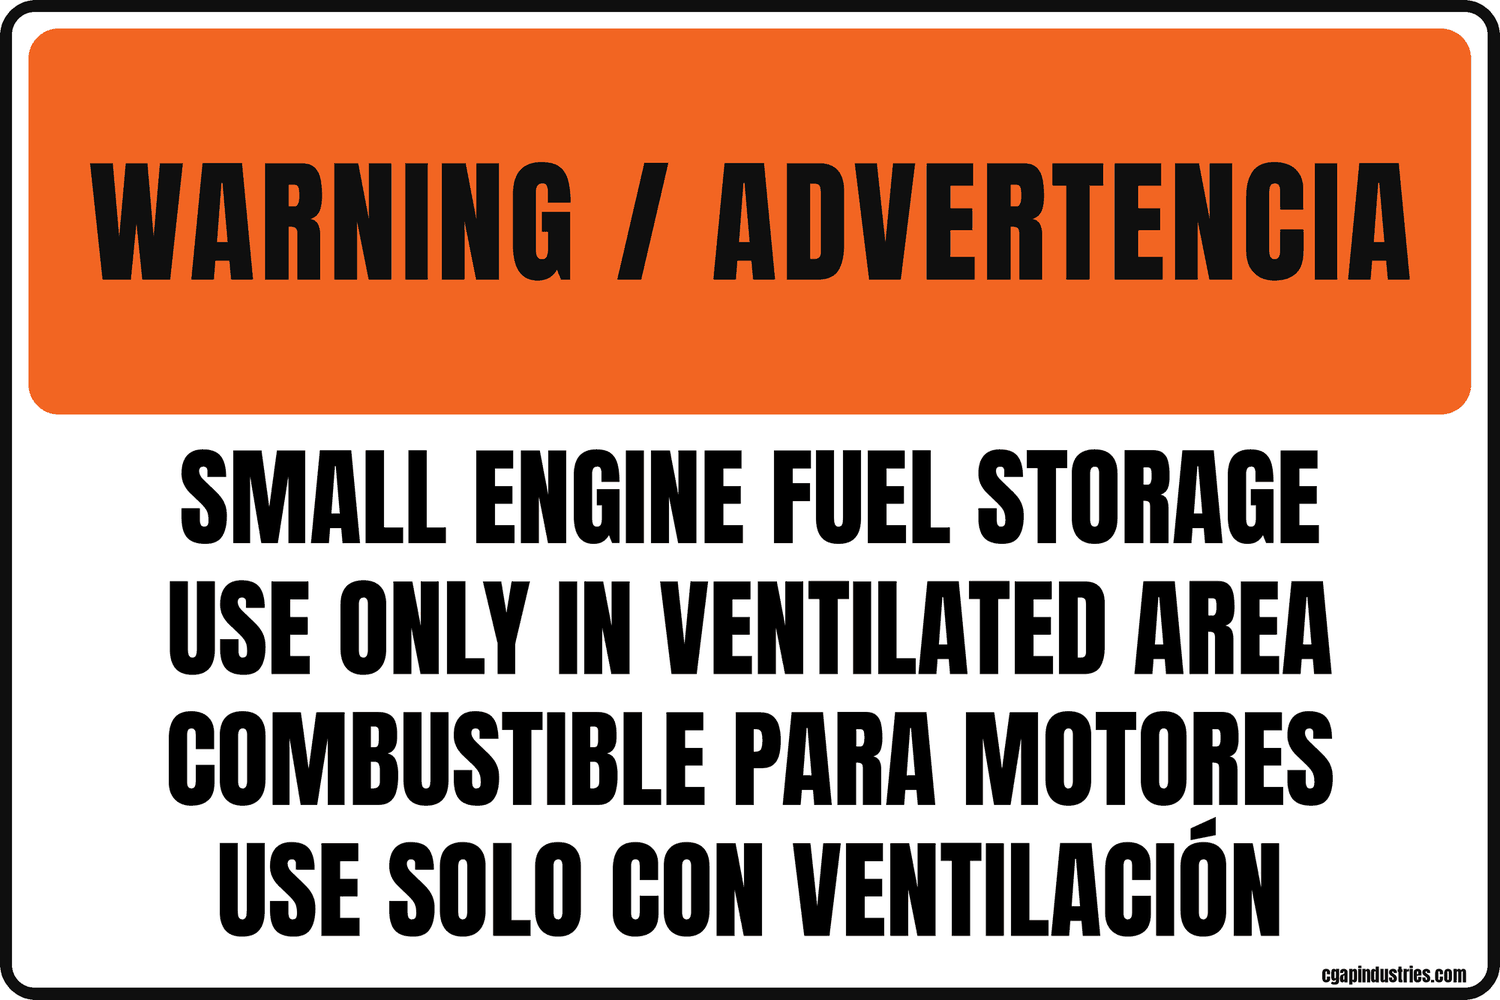 WARNING / ADVERTENCIA
SMALL ENGINE FUEL STORAGE
USE ONLY IN VENTILATED AREA
COMBUSTIBLE PARA MOTORES
USE SOLO CON VENTILACIÓN
cgapindustries.com